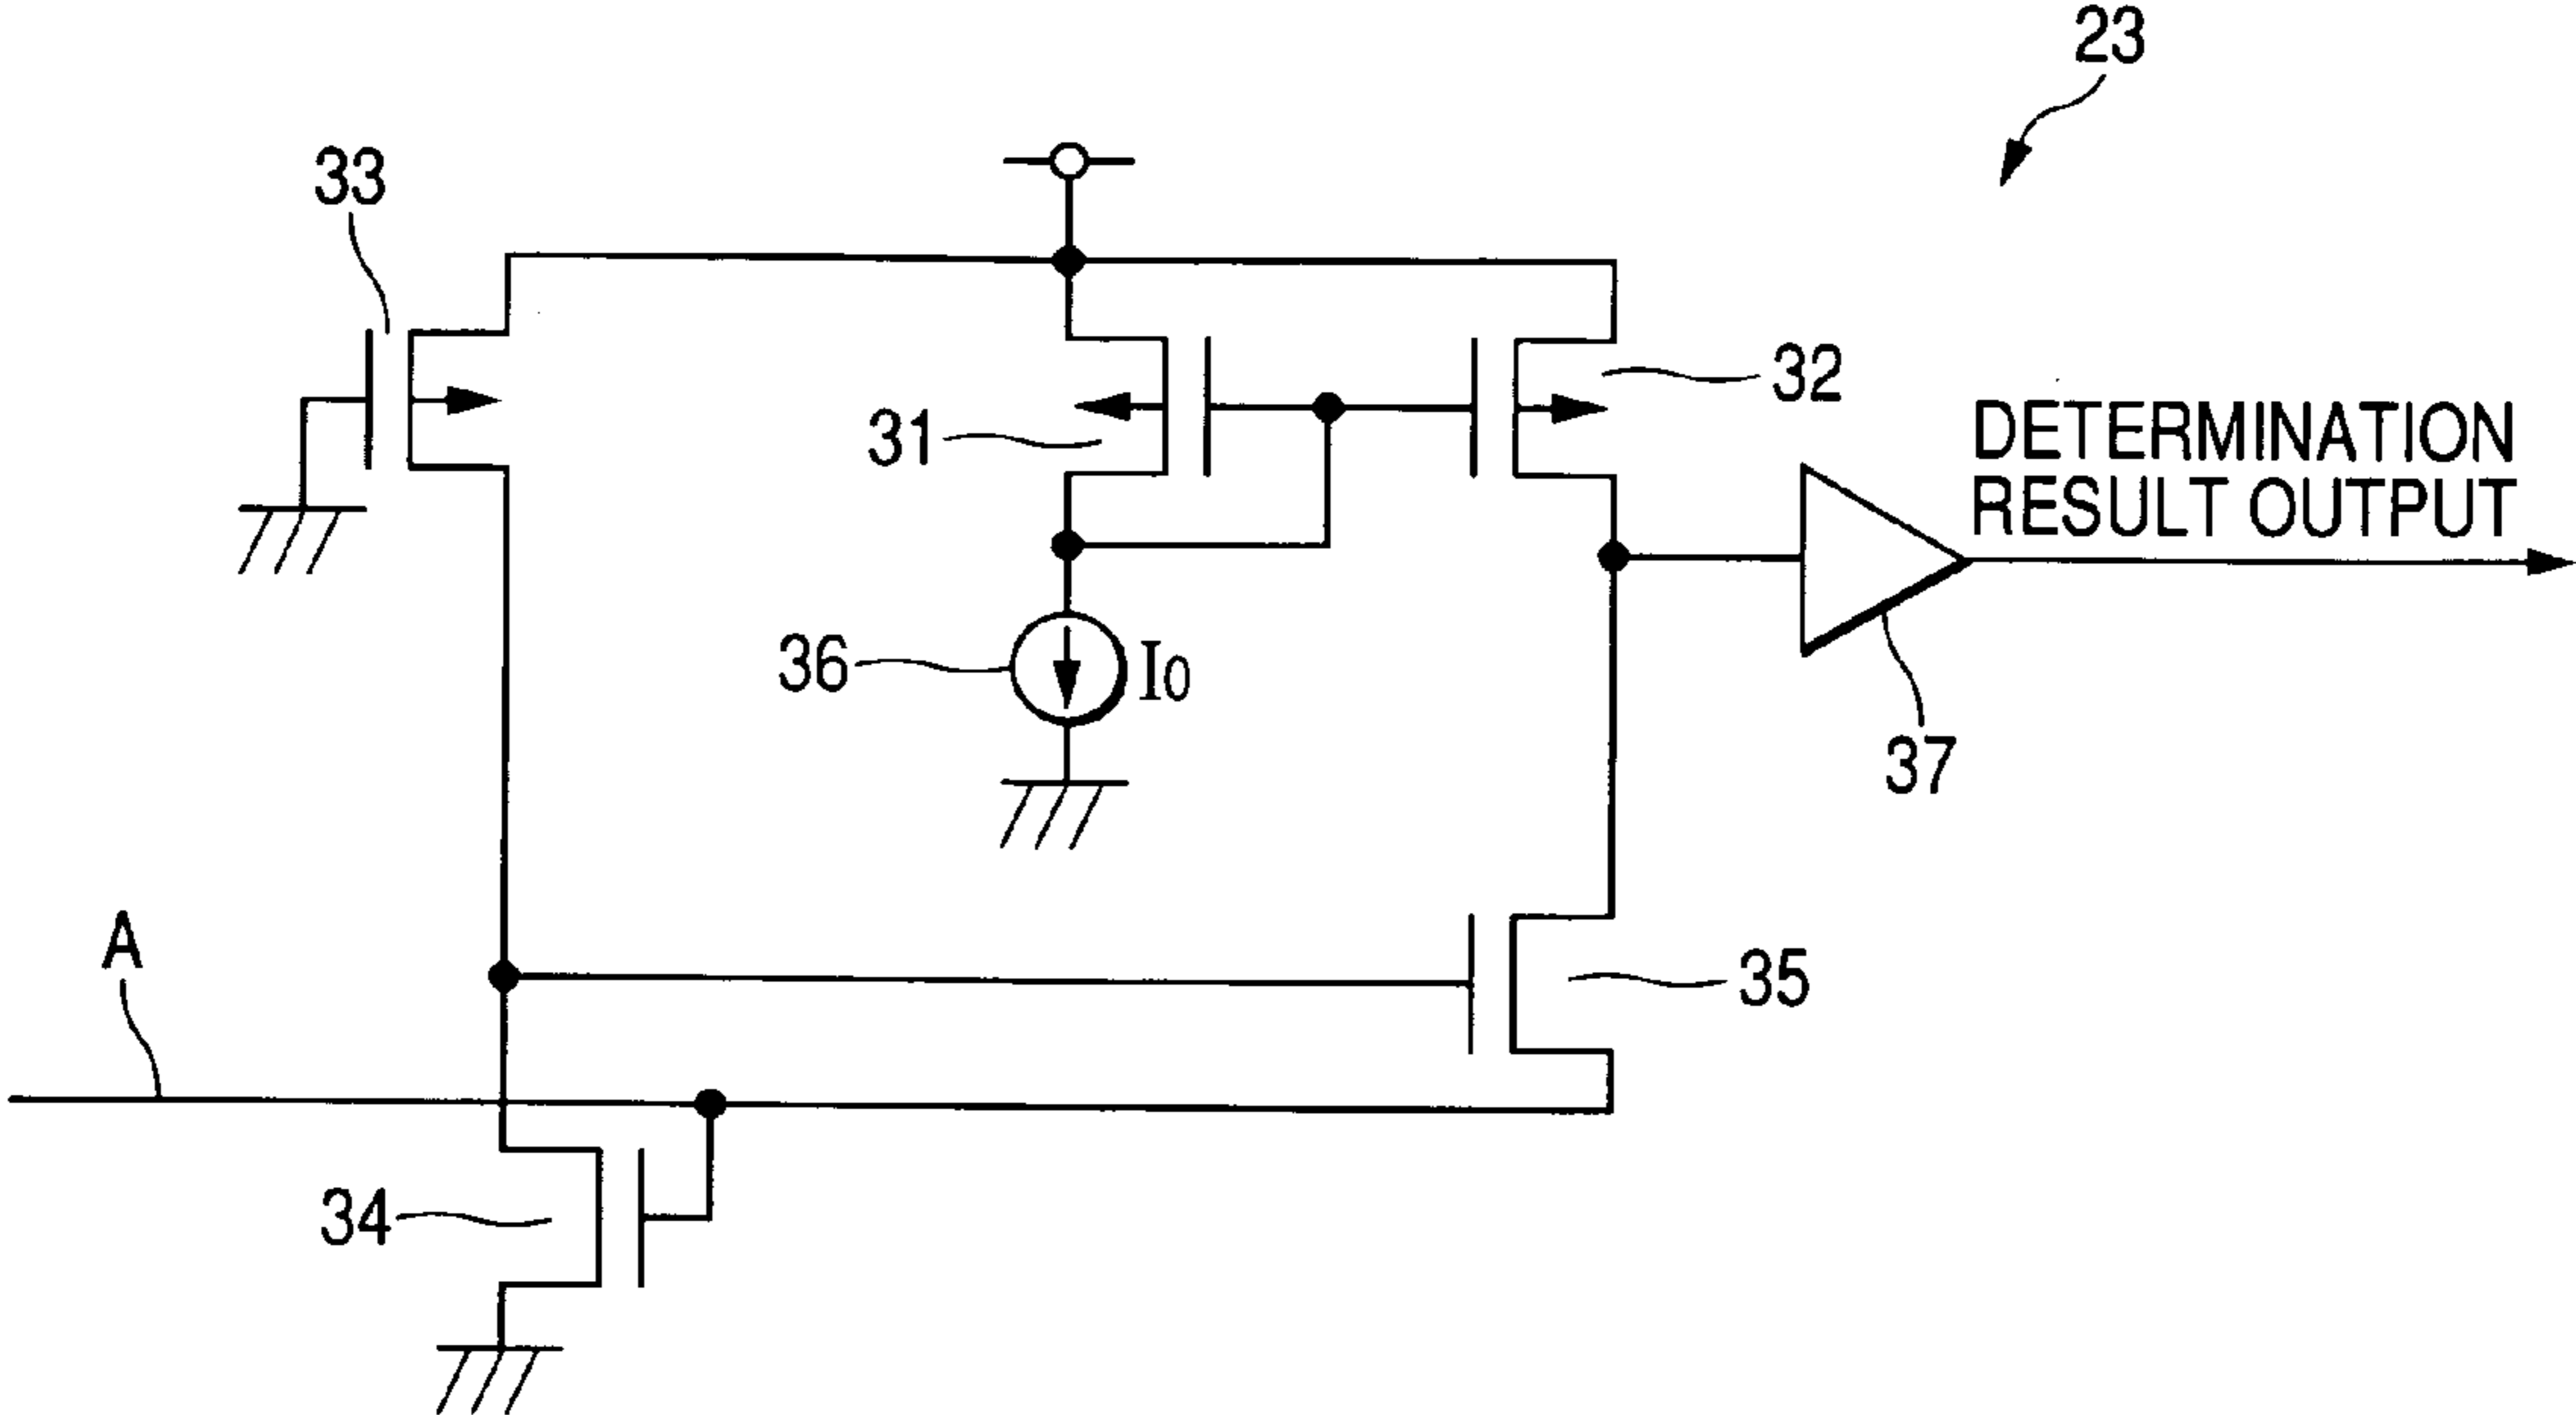 23
33
32
31
DETERMINATION
RESULT OUTPUT
36
I0
37
A
35
34